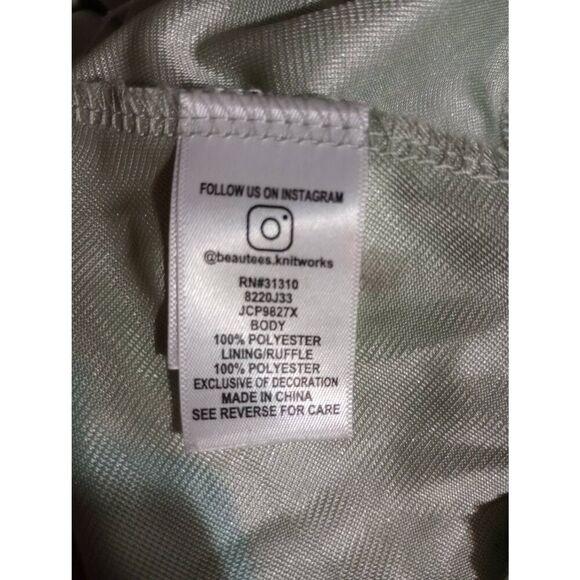 FOLLOW US ON INSTAGRAM
@beautees.knitworks
RN#31310
8220J33
JCP9827X
BODY
100% POLYESTER
LINING/RUFFLE
100% POLYESTER
EXCLUSIVE OF DECORATION
MADE IN CHINA
SEE REVERSE FOR CARE